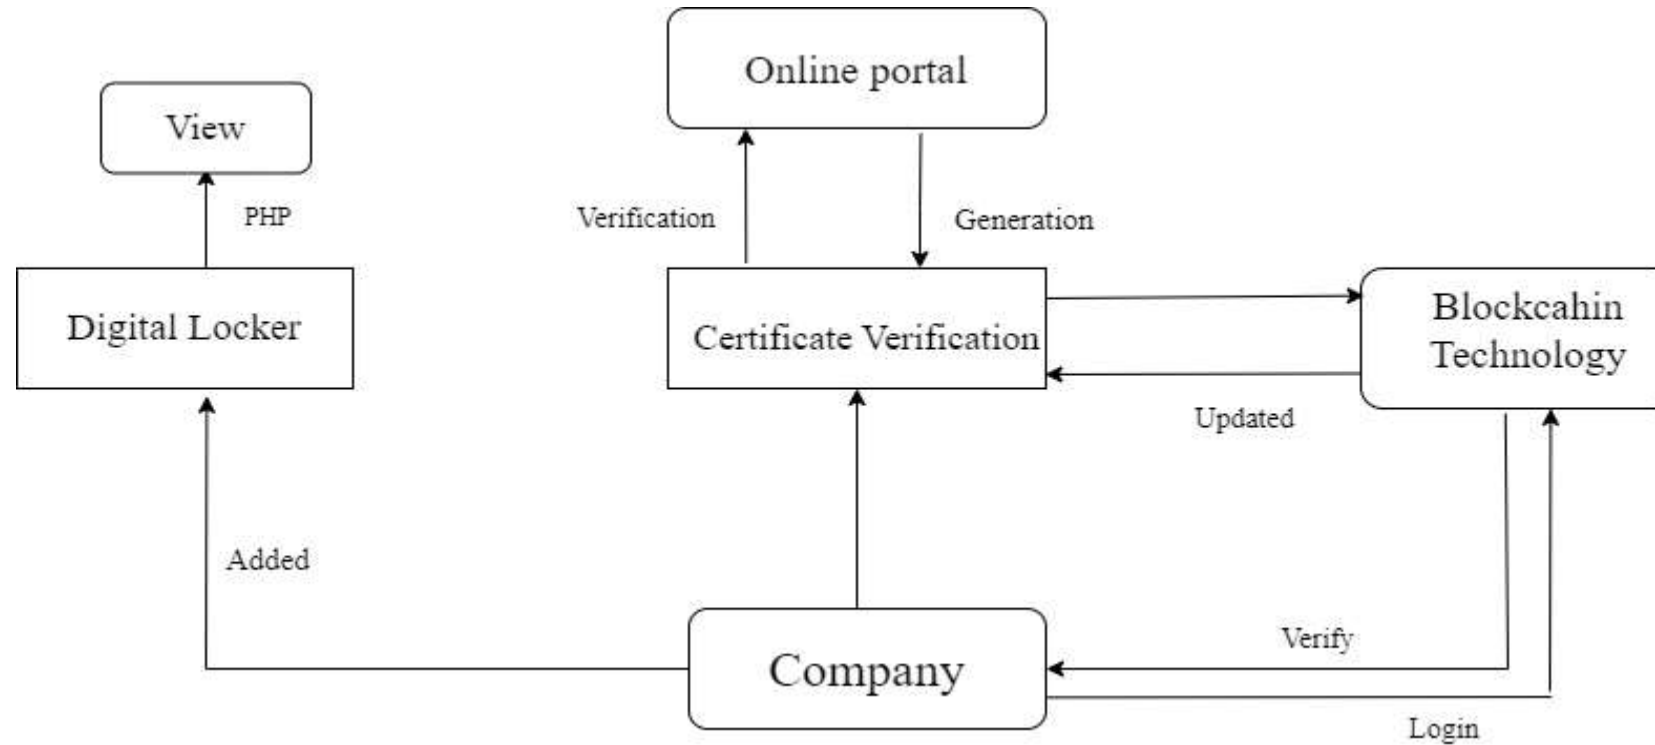 Online portal
View
PHP
Verification
Generation
Digital Locker
Certificate Verification
Blockcahin
Technology
Updated
Added
Verify
Company
Login